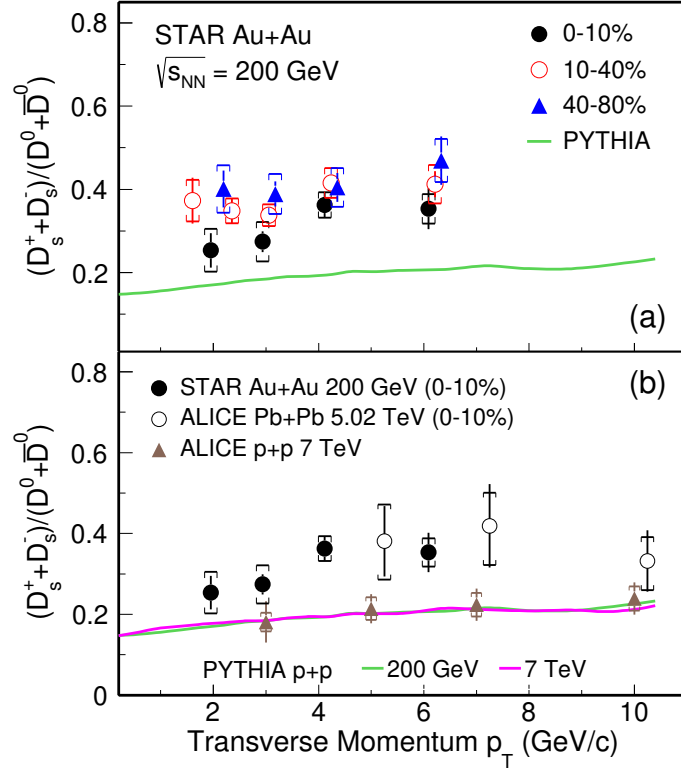 STAR Au+Au
√s_NN = 200 GeV
0-10%
10-40%
40-80%
PYTHIA
(D_s^+ + D_s^-)/(D^0 + D̅^0)
0.8
0.6
0.4
0.2
(a)
(b)
STAR Au+Au 200 GeV (0-10%)
ALICE Pb+Pb 5.02 TeV (0-10%)
ALICE p+p 7 TeV
(D_s^+ + D_s^-)/(D^0 + D̅^0)
0.8
0.6
0.4
0.2
0
PYTHIA p+p 200 GeV 7 TeV
2 4 6 8 10
Transverse Momentum p_T (GeV/c)